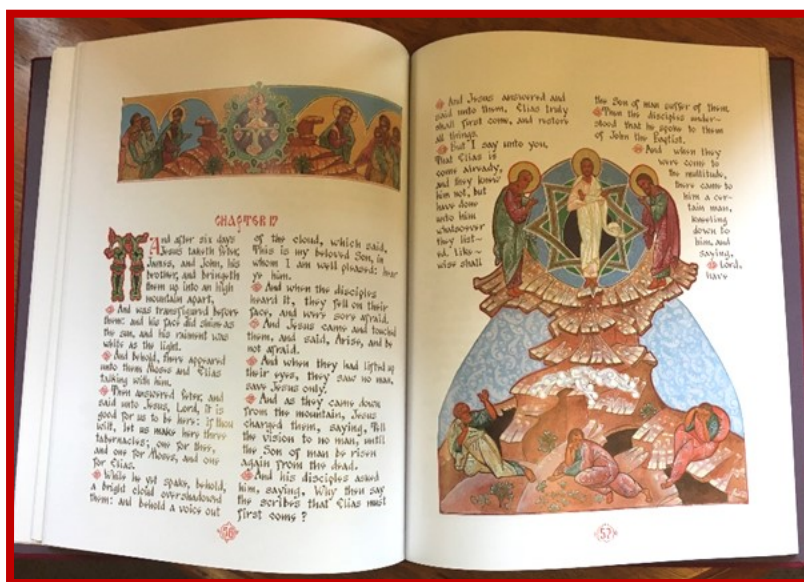 CHAPTER 17
And after six days
Jesus taketh Peter,
James, and John, his
brother, and bringeth
them up into an high
mountain apart,
And was transfigured before
them: and his face did shine as
the sun, and his raiment was
white as the light.
And behold, there appeared
unto them Moses and Elias
talking with him.
Then answered Peter, and
said unto Jesus, Lord, it is
good for us to be here: if thou
wilt, let us make here three
tabernacles; one for thee,
and one for Moses, and one
for Elias.
While he yet spake, behold,
a bright cloud overshadowed
them: and behold a voice out
of the cloud, which said,
This is my beloved Son, in
whom I am well pleased: hear
ye him.
And when the disciples
heard it, they fell on their
face, and were sore afraid.
And Jesus came and touched
them, and said, Arise, and be
not afraid.
And when they had lifted up
their eyes, they saw no man,
save Jesus only.
And as they came down
from the mountain, Jesus
charged them, saying, Tell
the vision to no man, until
the Son of man be risen
again from the dead.
And his disciples asked
him, saying, Why then say
the scribes that Elias must
first come?
56
And Jesus answered and
said unto them, Elias truly
shall first come, and restore
all things.
But I say unto you,
That Elias is
come already,
and they knew
him not, but
have done
unto him
whatsoever
they list-
ed. Like-
wise shall
the Son of man suffer of them.
Then the disciples under-
stood that he spoke to them
of John the Baptist.
And when they
were come to
the multitude,
there came to
him a cer-
tain man,
kneeling
down to
him, and
saying,
Lord,
have
57